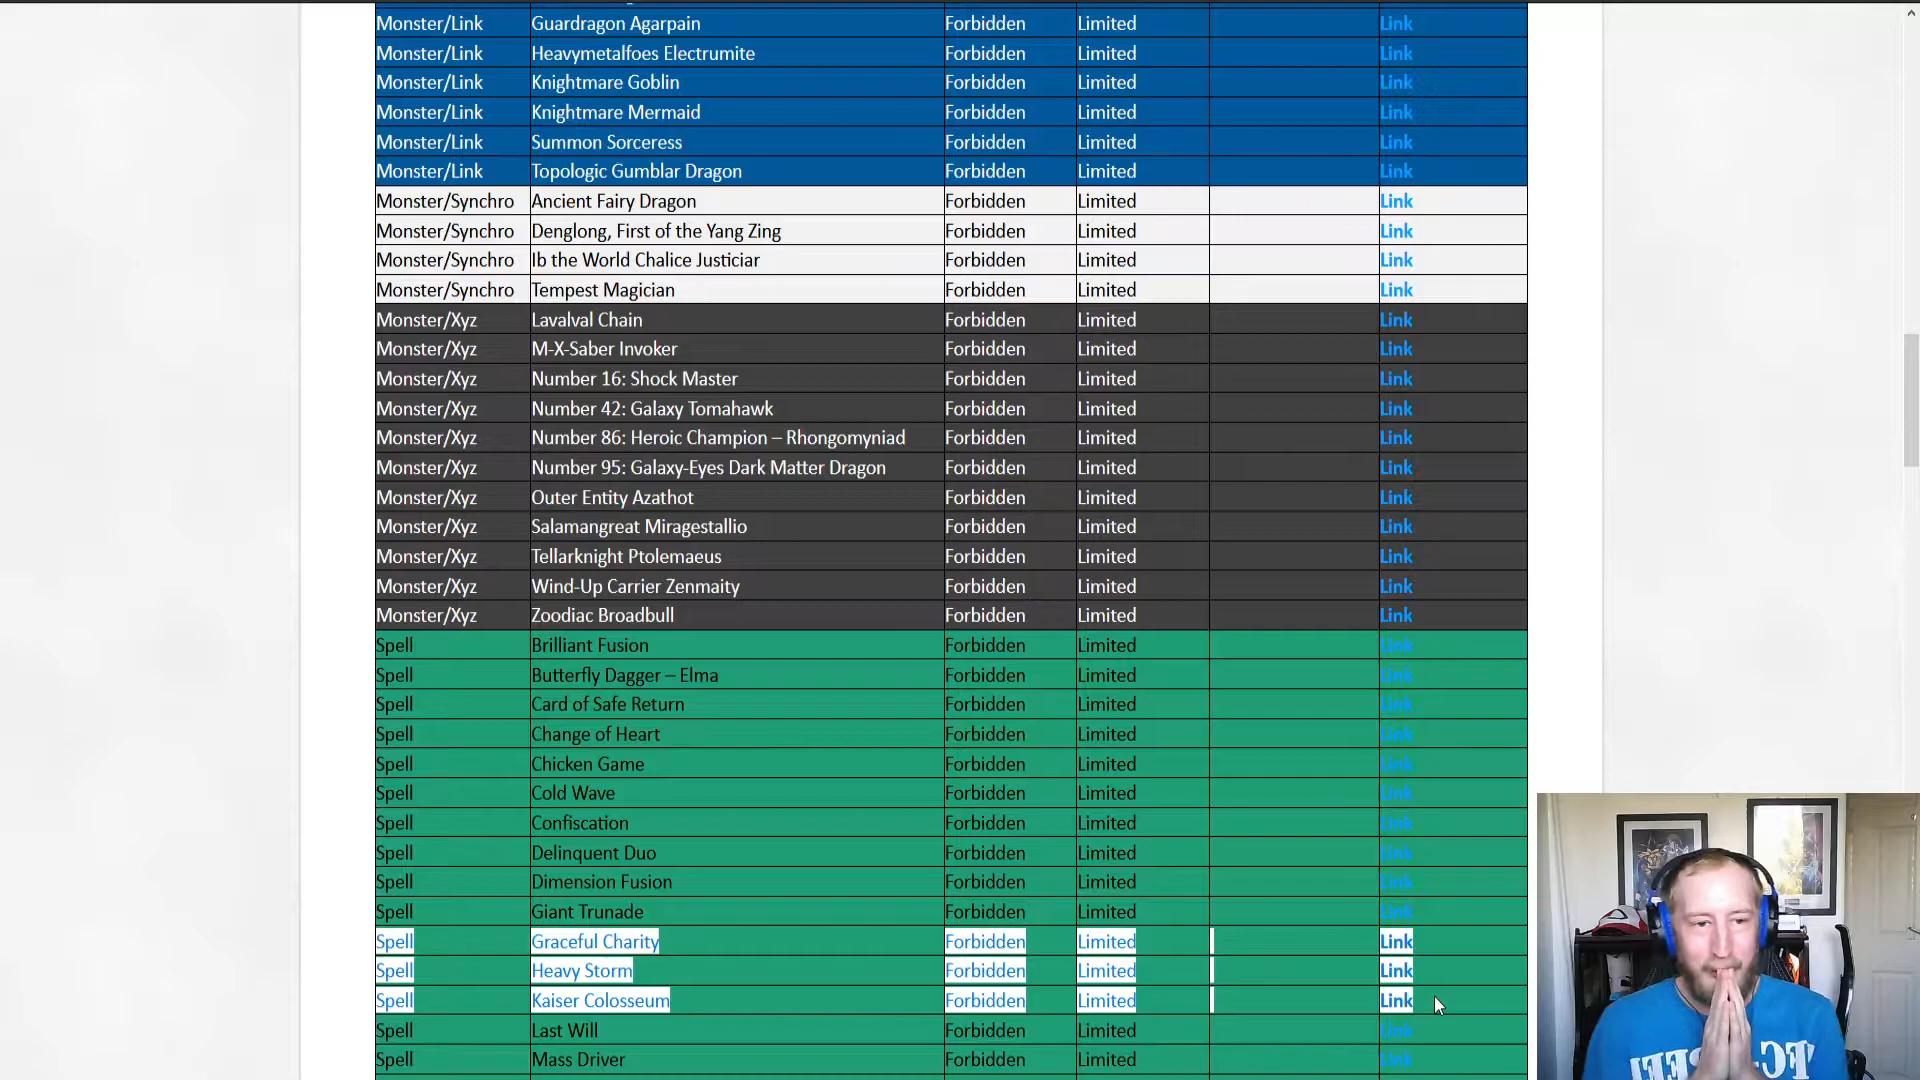 Monster/Link Guardragon Agarpain Forbidden Limited Link
Monster/Link Heavymetalfoes Electrumite Forbidden Limited Link
Monster/Link Knightmare Goblin Forbidden Limited Link
Monster/Link Knightmare Mermaid Forbidden Limited Link
Monster/Link Summon Sorceress Forbidden Limited Link
Monster/Link Topologic Gumblar Dragon Forbidden Limited Link
Monster/Synchro Ancient Fairy Dragon Forbidden Limited Link
Monster/Synchro Denglong, First of the Yang Zing Forbidden Limited Link
Monster/Synchro Ib the World Chalice Justiciar Forbidden Limited Link
Monster/Synchro Tempest Magician Forbidden Limited Link
Monster/Xyz Lavalval Chain Forbidden Limited Link
Monster/Xyz M-X-Saber Invoker Forbidden Limited Link
Monster/Xyz Number 16: Shock Master Forbidden Limited Link
Monster/Xyz Number 42: Galaxy Tomahawk Forbidden Limited Link
Monster/Xyz Number 86: Heroic Champion – Rhongomyniad Forbidden Limited Link
Monster/Xyz Number 95: Galaxy-Eyes Dark Matter Dragon Forbidden Limited Link
Monster/Xyz Outer Entity Azathot Forbidden Limited Link
Monster/Xyz Salamangreat Miragestallio Forbidden Limited Link
Monster/Xyz Tellarknight Ptolemaeus Forbidden Limited Link
Monster/Xyz Wind-Up Carrier Zenmaity Forbidden Limited Link
Monster/Xyz Zoodiac Broadbull Forbidden Limited Link
Spell Brilliant Fusion Forbidden Limited Link
Spell Butterfly Dagger – Elma Forbidden Limited Link
Spell Card of Safe Return Forbidden Limited Link
Spell Change of Heart Forbidden Limited Link
Spell Chicken Game Forbidden Limited Link
Spell Cold Wave Forbidden Limited Link
Spell Confiscation Forbidden Limited Link
Spell Delinquent Duo Forbidden Limited Link
Spell Dimension Fusion Forbidden Limited Link
Spell Giant Trunade Forbidden Limited Link
Spell Graceful Charity Forbidden Limited Link
Spell Heavy Storm Forbidden Limited Link
Spell Kaiser Colosseum Forbidden Limited Link
Spell Last Will Forbidden Limited Link
Spell Mass Driver Forbidden Limited Link